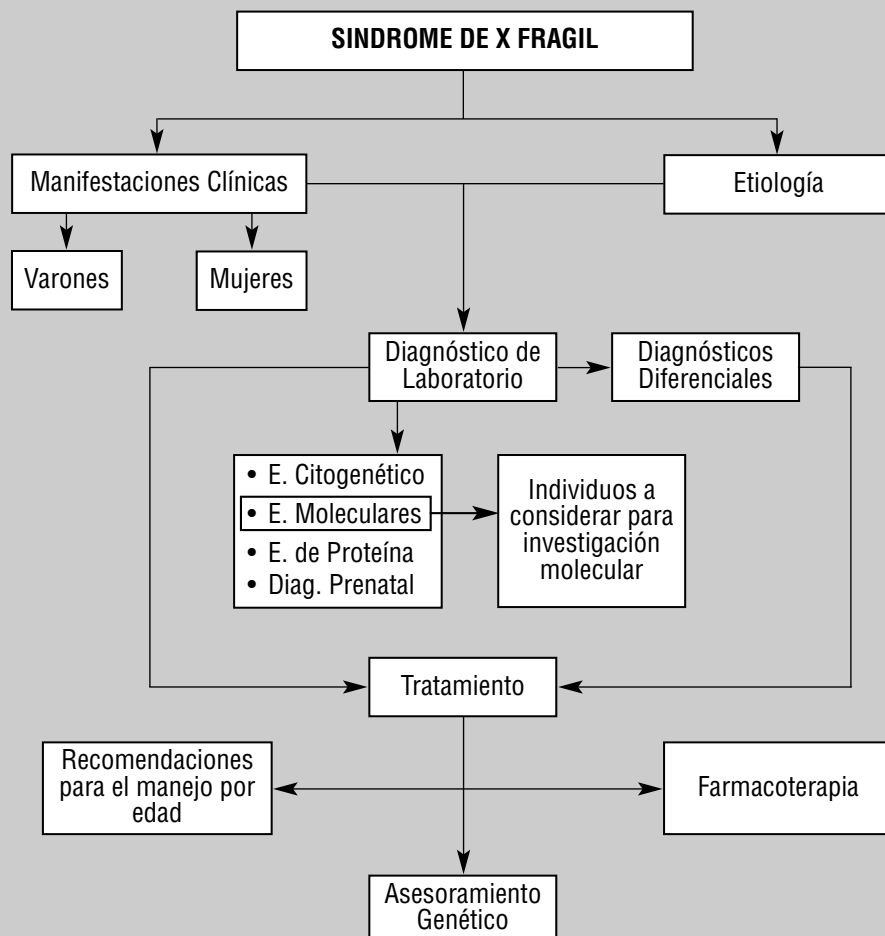 SINDROME DE X FRAGIL
Manifestaciones Clínicas
Etiología
Varones
Mujeres
Diagnóstico de
Laboratorio
Diagnósticos
Diferenciales
• E. Citogenético
• E. Moleculares
• E. de Proteína
• Diag. Prenatal
Individuos a
considerar para
investigación
molecular
Tratamiento
Recomendaciones
para el manejo por
edad
Farmacoterapia
Asesoramiento
Genético